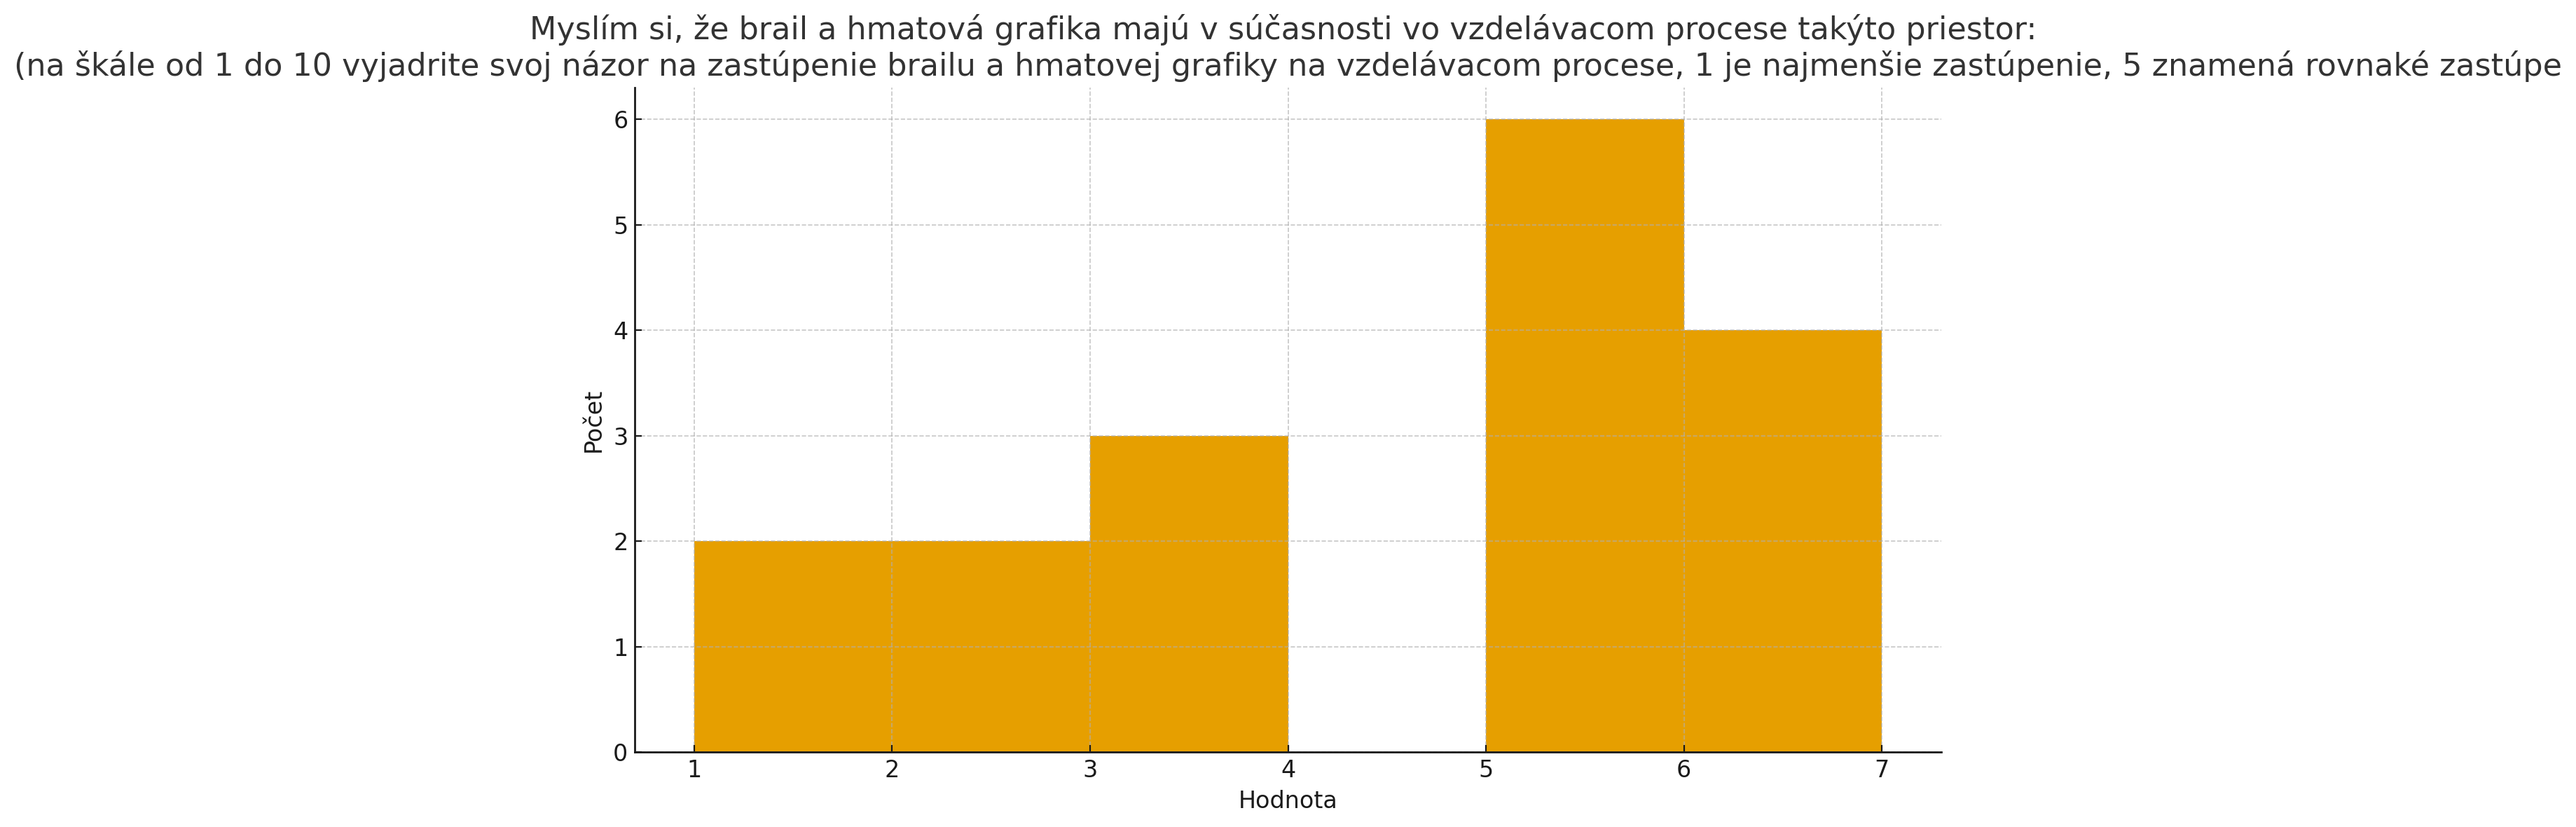 Myslím si, že brail a hmatová grafika majú v súčasnosti vo vzdelávacom procese takýto priestor:
(na škále od 1 do 10 vyjadrite svoj názor na zastúpenie brailu a hmatovej grafiky na vzdelávacom procese, 1 je najmenšie zastúpenie, 5 znamená rovnaké zastúpe
6
5
4
3
2
1
0
Počet
1 2 3 4 5 6 7
Hodnota